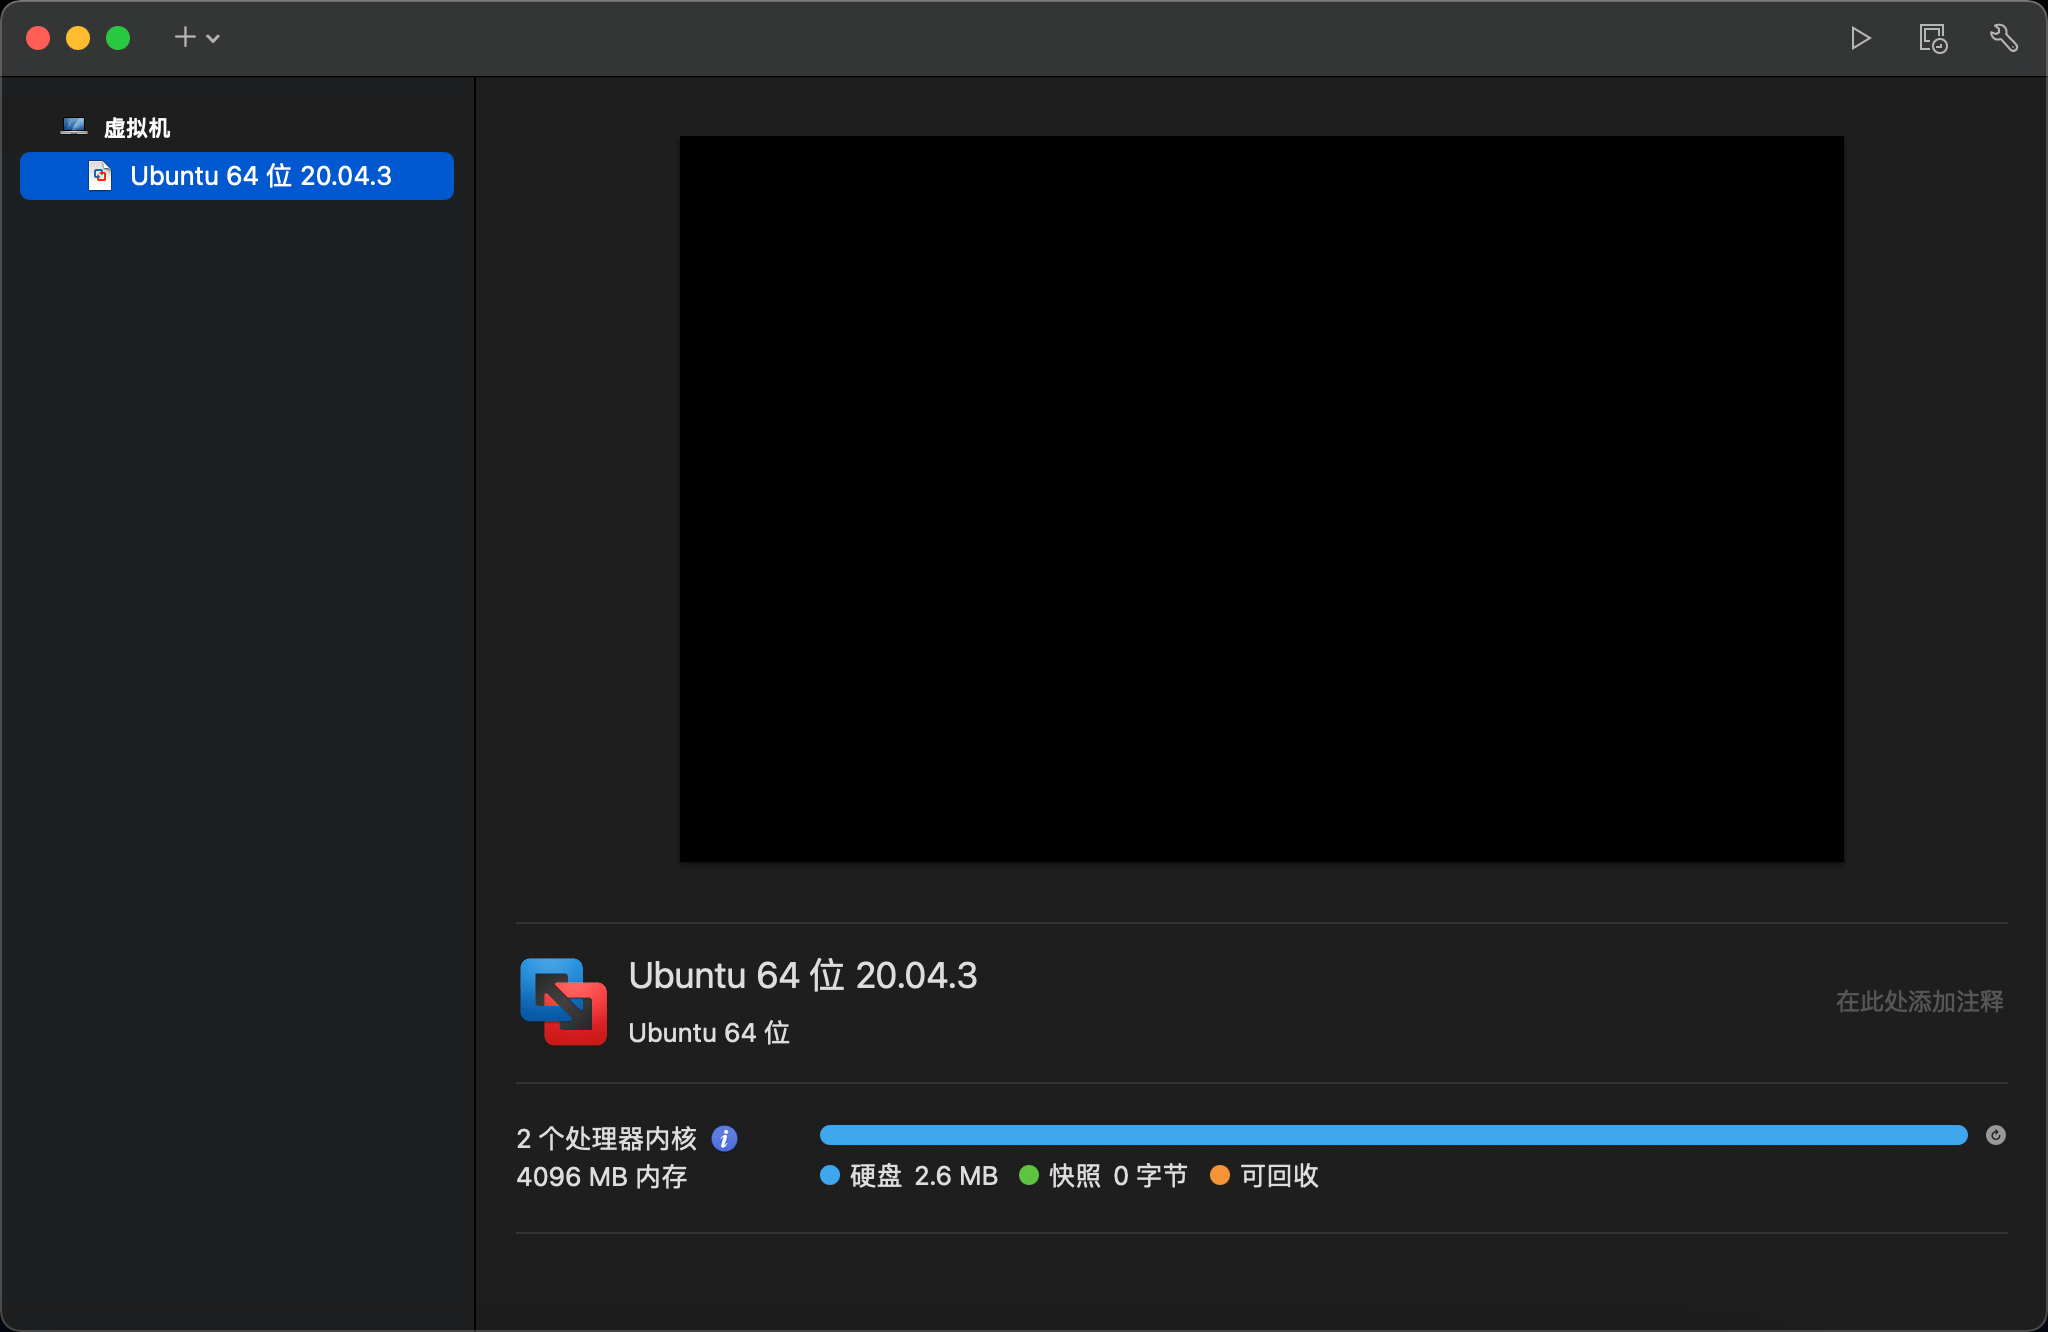 虚拟机
Ubuntu 64 位 20.04.3
Ubuntu 64 位 20.04.3
Ubuntu 64 位
在此处添加注释
2 个处理器内核
4096 MB 内存
硬盘 2.6 MB 快照 0 字节 可回收